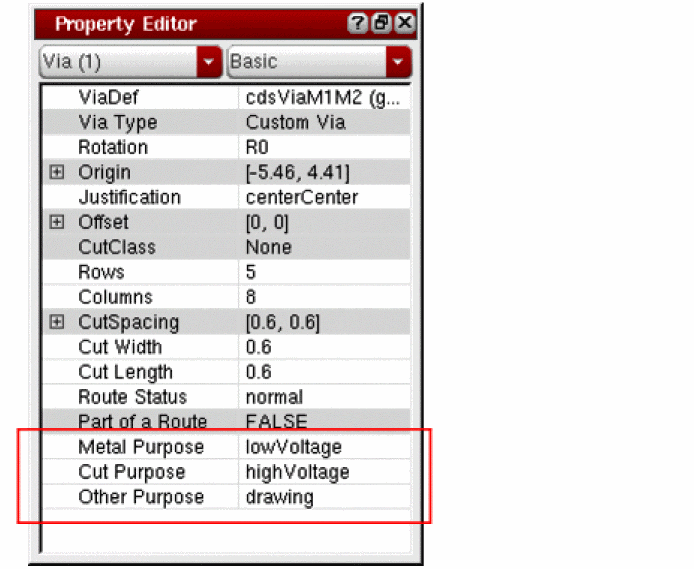 Property Editor
Via (1) Basic
ViaDef cdsViaM1M2 (g...
Via Type Custom Via
Rotation R0
Origin [-5.46, 4.41]
Justification centerCenter
Offset [0, 0]
CutClass None
Rows 5
Columns 8
CutSpacing [0.6, 0.6]
Cut Width 0.6
Cut Length 0.6
Route Status normal
Part of a Route FALSE
Metal Purpose lowVoltage
Cut Purpose highVoltage
Other Purpose drawing